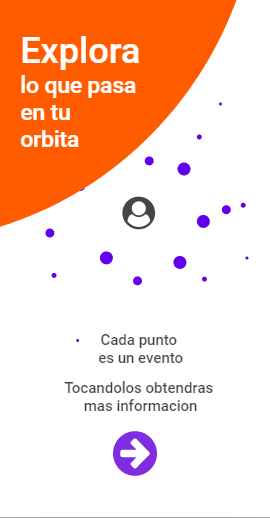 Explora
lo que pasa
en tu
orbita
Cada punto
es un evento
Tocandolos obtendras
mas informacion